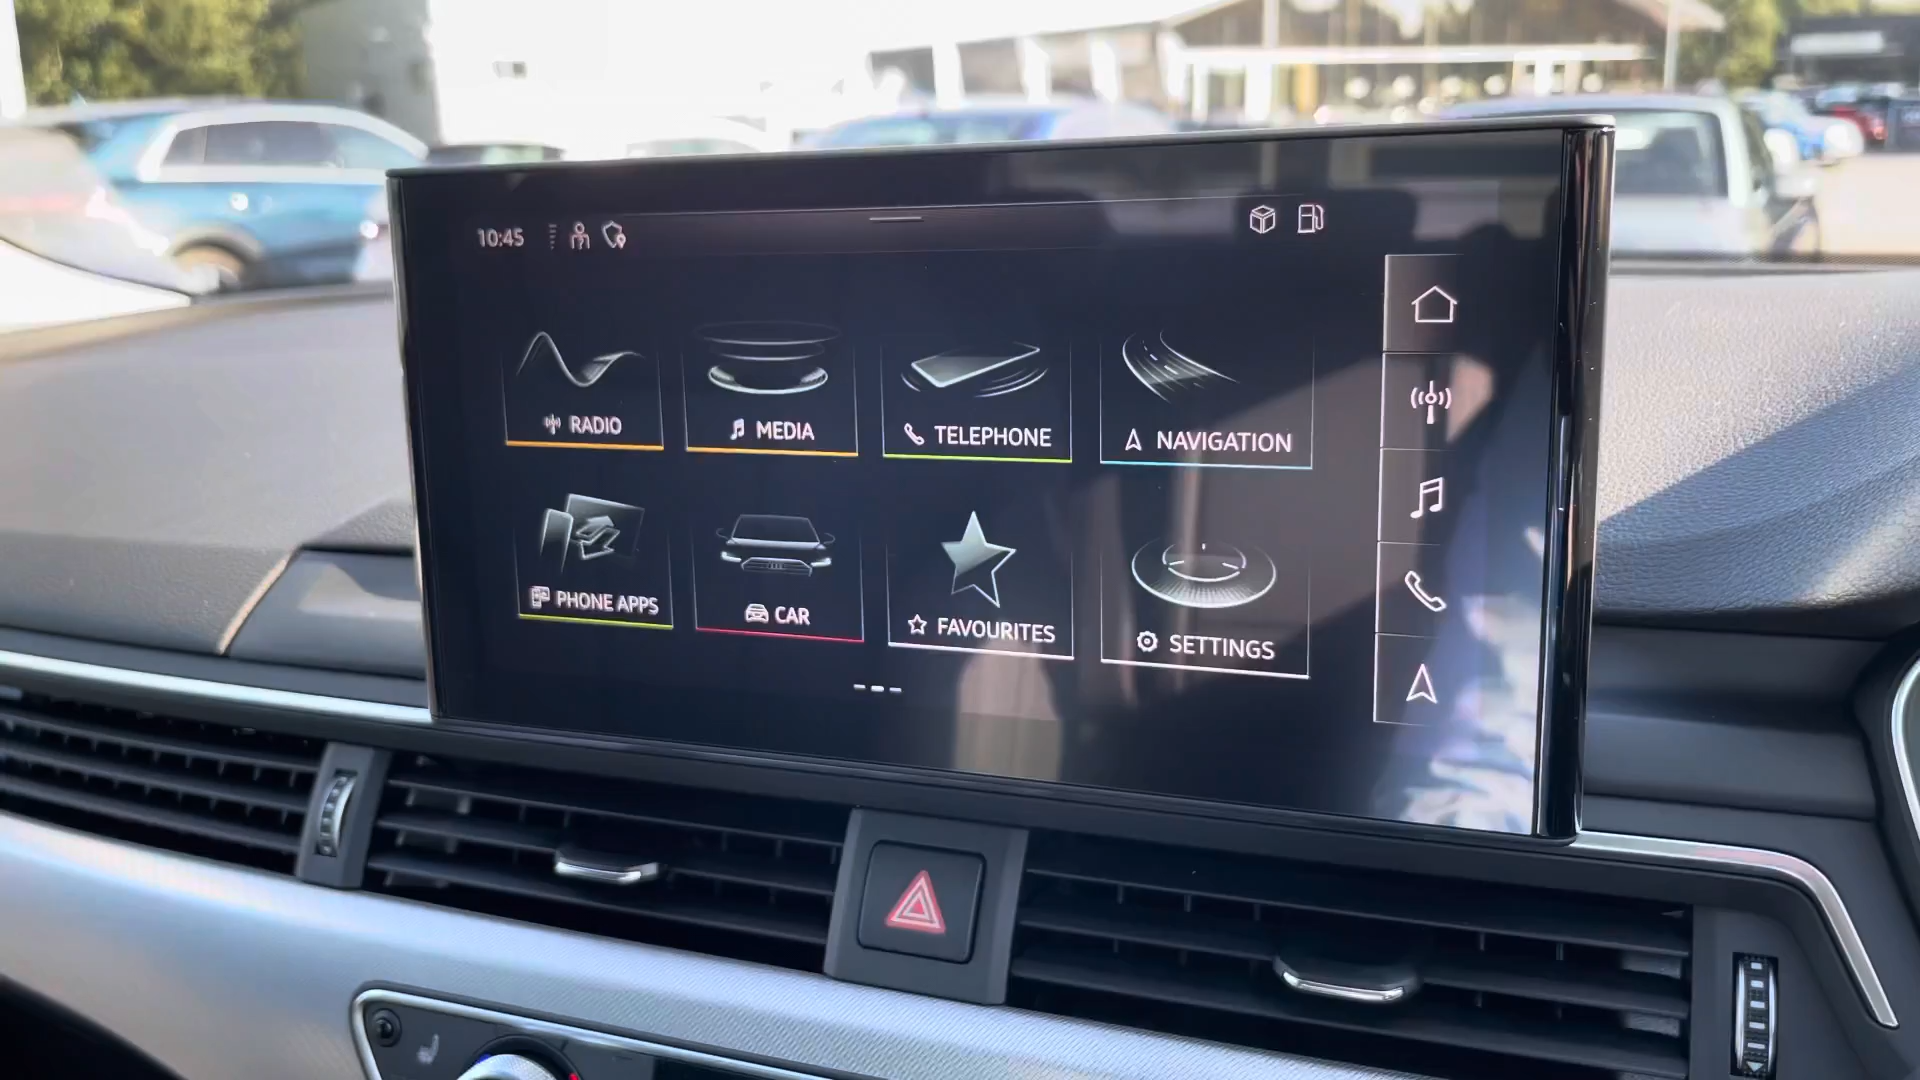 10:45
RADIO
MEDIA
TELEPHONE
NAVIGATION
PHONE APPS
CAR
FAVOURITES
SETTINGS